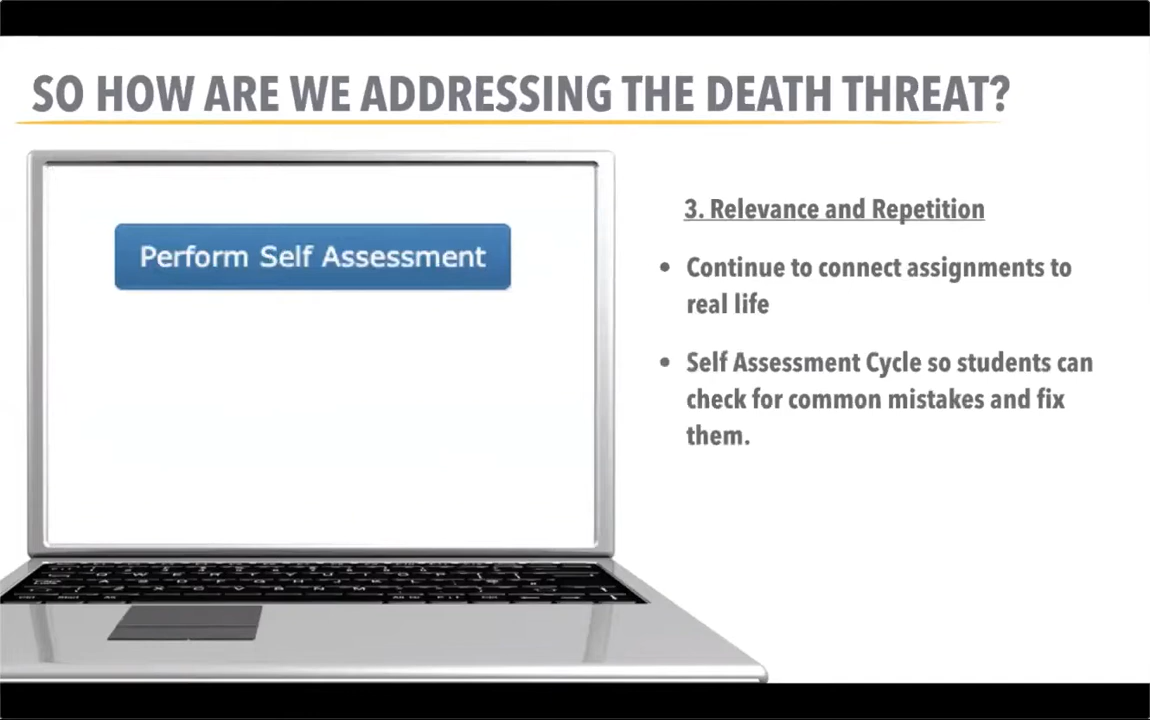 SO HOW ARE WE ADDRESSING THE DEATH THREAT?
Perform Self Assessment
3. Relevance and Repetition
• Continue to connect assignments to
real life
• Self Assessment Cycle so students can
check for common mistakes and fix
them.